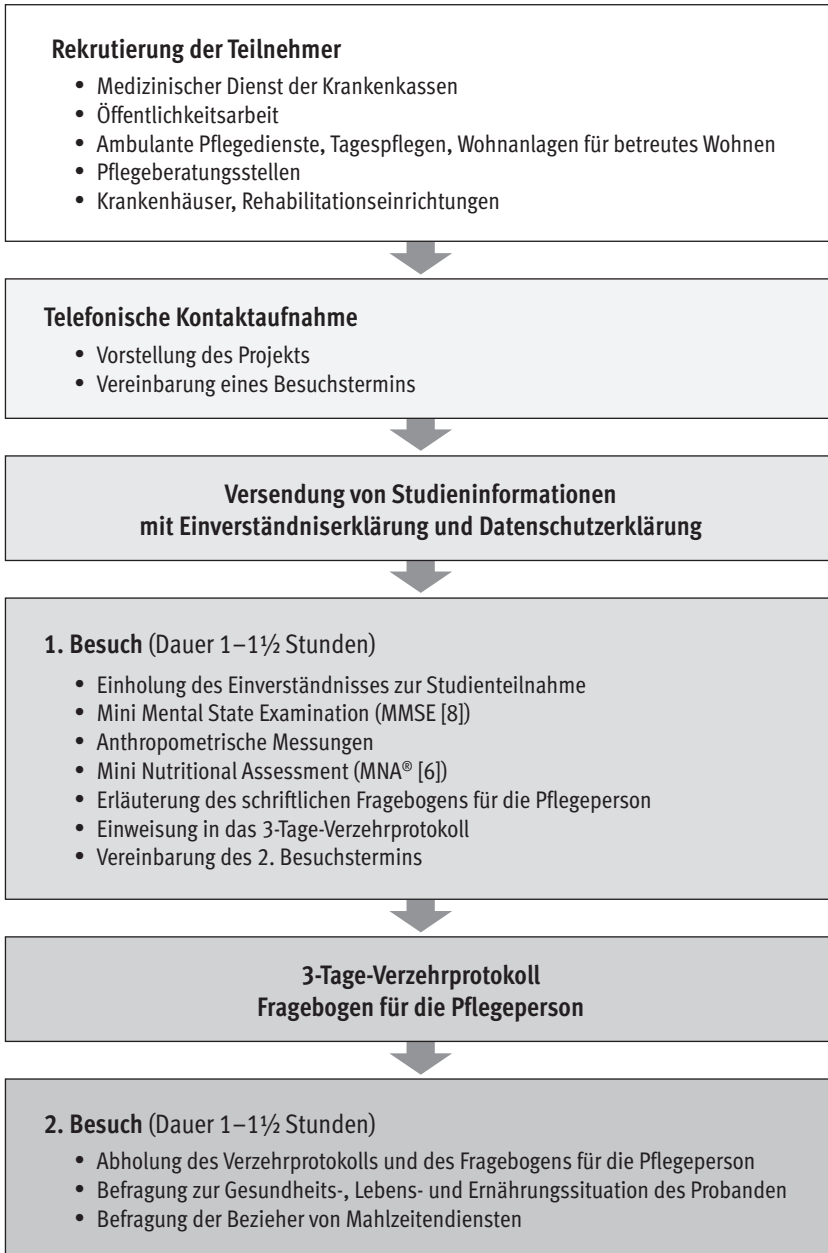 Rekrutierung der Teilnehmer
• Medizinischer Dienst der Krankenkassen
• Öffentlichkeitsarbeit
• Ambulante Pflegedienste, Tagespflegen, Wohnanlagen für betreutes Wohnen
• Pflegeberatungsstellen
• Krankenhäuser, Rehabilitationseinrichtungen
Telefonische Kontaktaufnahme
• Vorstellung des Projekts
• Vereinbarung eines Besuchstermins
Versendung von Studieninformationen
mit Einverständniserklärung und Datenschutzerklärung
1. Besuch (Dauer 1–1½ Stunden)
• Einholung des Einverständnisses zur Studienteilnahme
• Mini Mental State Examination (MMSE [8])
• Anthropometrische Messungen
• Mini Nutritional Assessment (MNA® [6])
• Erläuterung des schriftlichen Fragebogens für die Pflegeperson
• Einweisung in das 3-Tage-Verzehrprotokoll
• Vereinbarung des 2. Besuchstermins
3-Tage-Verzehrprotokoll
Fragebogen für die Pflegeperson
2. Besuch (Dauer 1–1½ Stunden)
• Abholung des Verzehrprotokolls und des Fragebogens für die Pflegeperson
• Befragung zur Gesundheits-, Lebens- und Ernährungssituation des Probanden
• Befragung der Bezieher von Mahlzeitendiensten